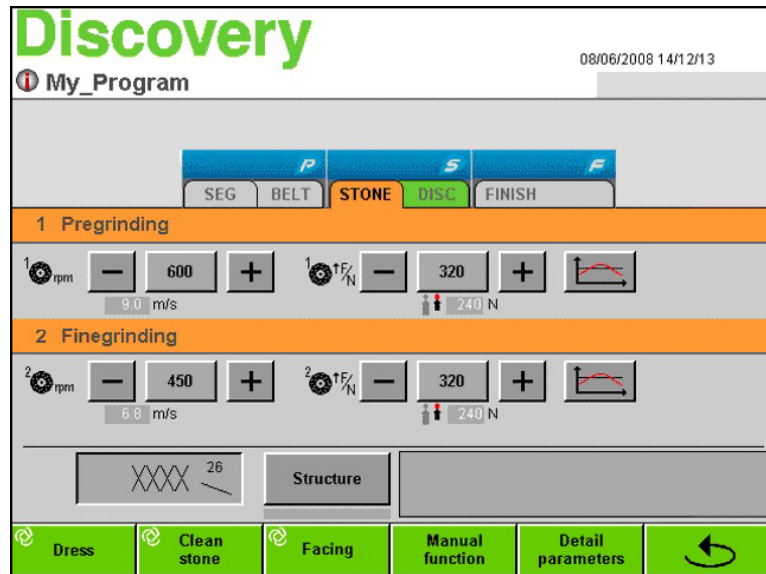 Discovery
08/06/2008 14/12/13
My_Program
P S F
SEG BELT STONE DISC FINISH
1 Pregrinding
1 rpm − 600 + 1 F/N − 320 +
9.0 m/s 240 N
2 Finegrinding
2 rpm − 450 + 2 F/N − 320 +
6.8 m/s 240 N
XXXX 26 Structure
Dress Clean stone Facing Manual function Detail parameters